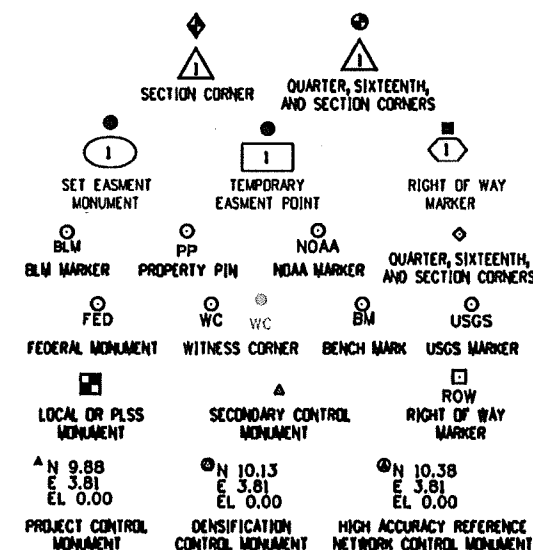 1
1
SECTION CORNER
QUARTER, SIXTEENTH,
AND SECTION CORNERS
1
1
1
SET EASMENT
MONUMENT
TEMPORARY
EASMENT POINT
RIGHT OF WAY
MARKER
BLM
BLM MARKER
PP
PROPERTY PIN
NOAA
NOAA MARKER
QUARTER, SIXTEENTH,
AND SECTION CORNERS
FED
FEDERAL MONUMENT
WC
WC
WITNESS CORNER
BM
BENCH MARK
USGS
USGS MARKER
LOCAL OR PLSS
MONUMENT
SECONDARY CONTROL
MONUMENT
ROW
RIGHT OF WAY
MARKER
N 9.88
E 3.81
EL 0.00
PROJECT CONTROL
MONUMENT
N 10.13
E 3.81
EL 0.00
DENSIFICATION
CONTROL MONUMENT
N 10.38
E 3.81
EL 0.00
HIGH ACCURACY REFERENCE
NETWORK CONTROL MONUMENT